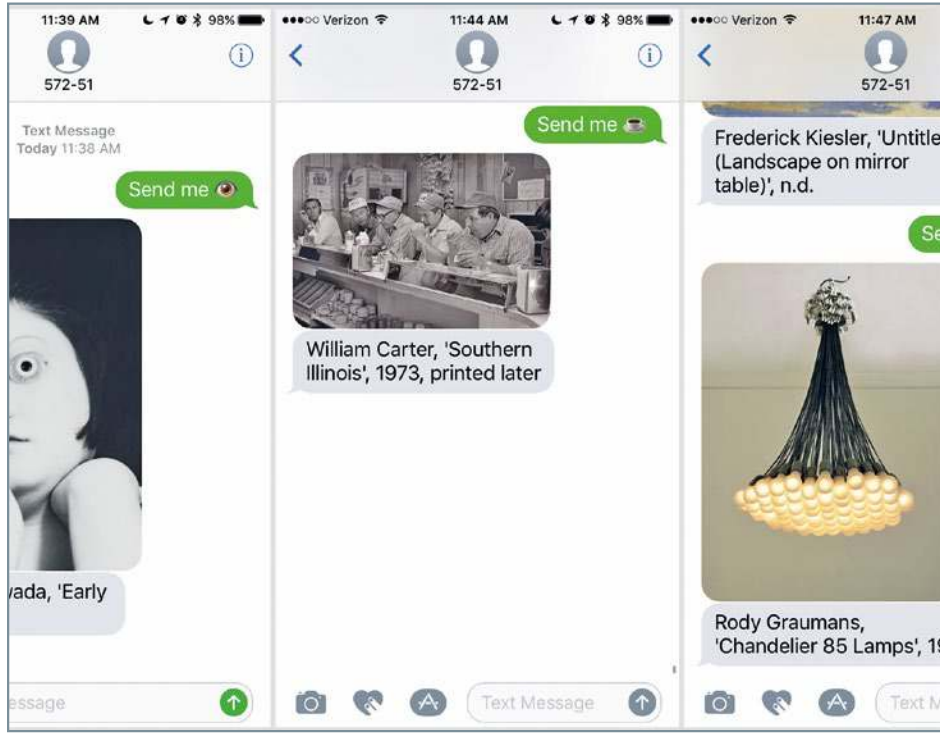 11:39 AM
98%
572-51
Text Message
Today 11:38 AM
Send me 👁
'Early
Verizon
11:44 AM
98%
572-51
Send me ☕
William Carter, 'Southern
Illinois', 1973, printed later
Text Message
Verizon
11:47 AM
572-51
Frederick Kiesler, 'Untitle
(Landscape on mirror
table)', n.d.
Se
Rody Graumans,
'Chandelier 85 Lamps', 19
Text M